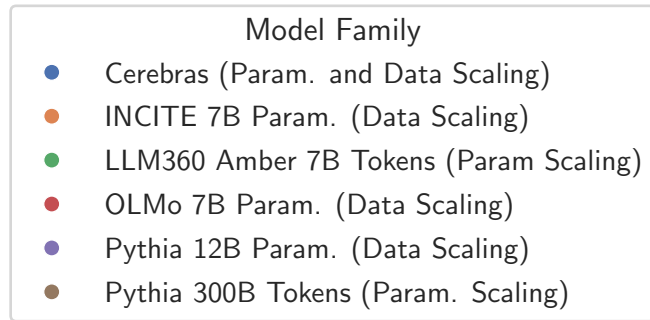 Model Family
Cerebras (Param. and Data Scaling)
INCITE 7B Param. (Data Scaling)
LLM360 Amber 7B Tokens (Param Scaling)
OLMo 7B Param. (Data Scaling)
Pythia 12B Param. (Data Scaling)
Pythia 300B Tokens (Param. Scaling)